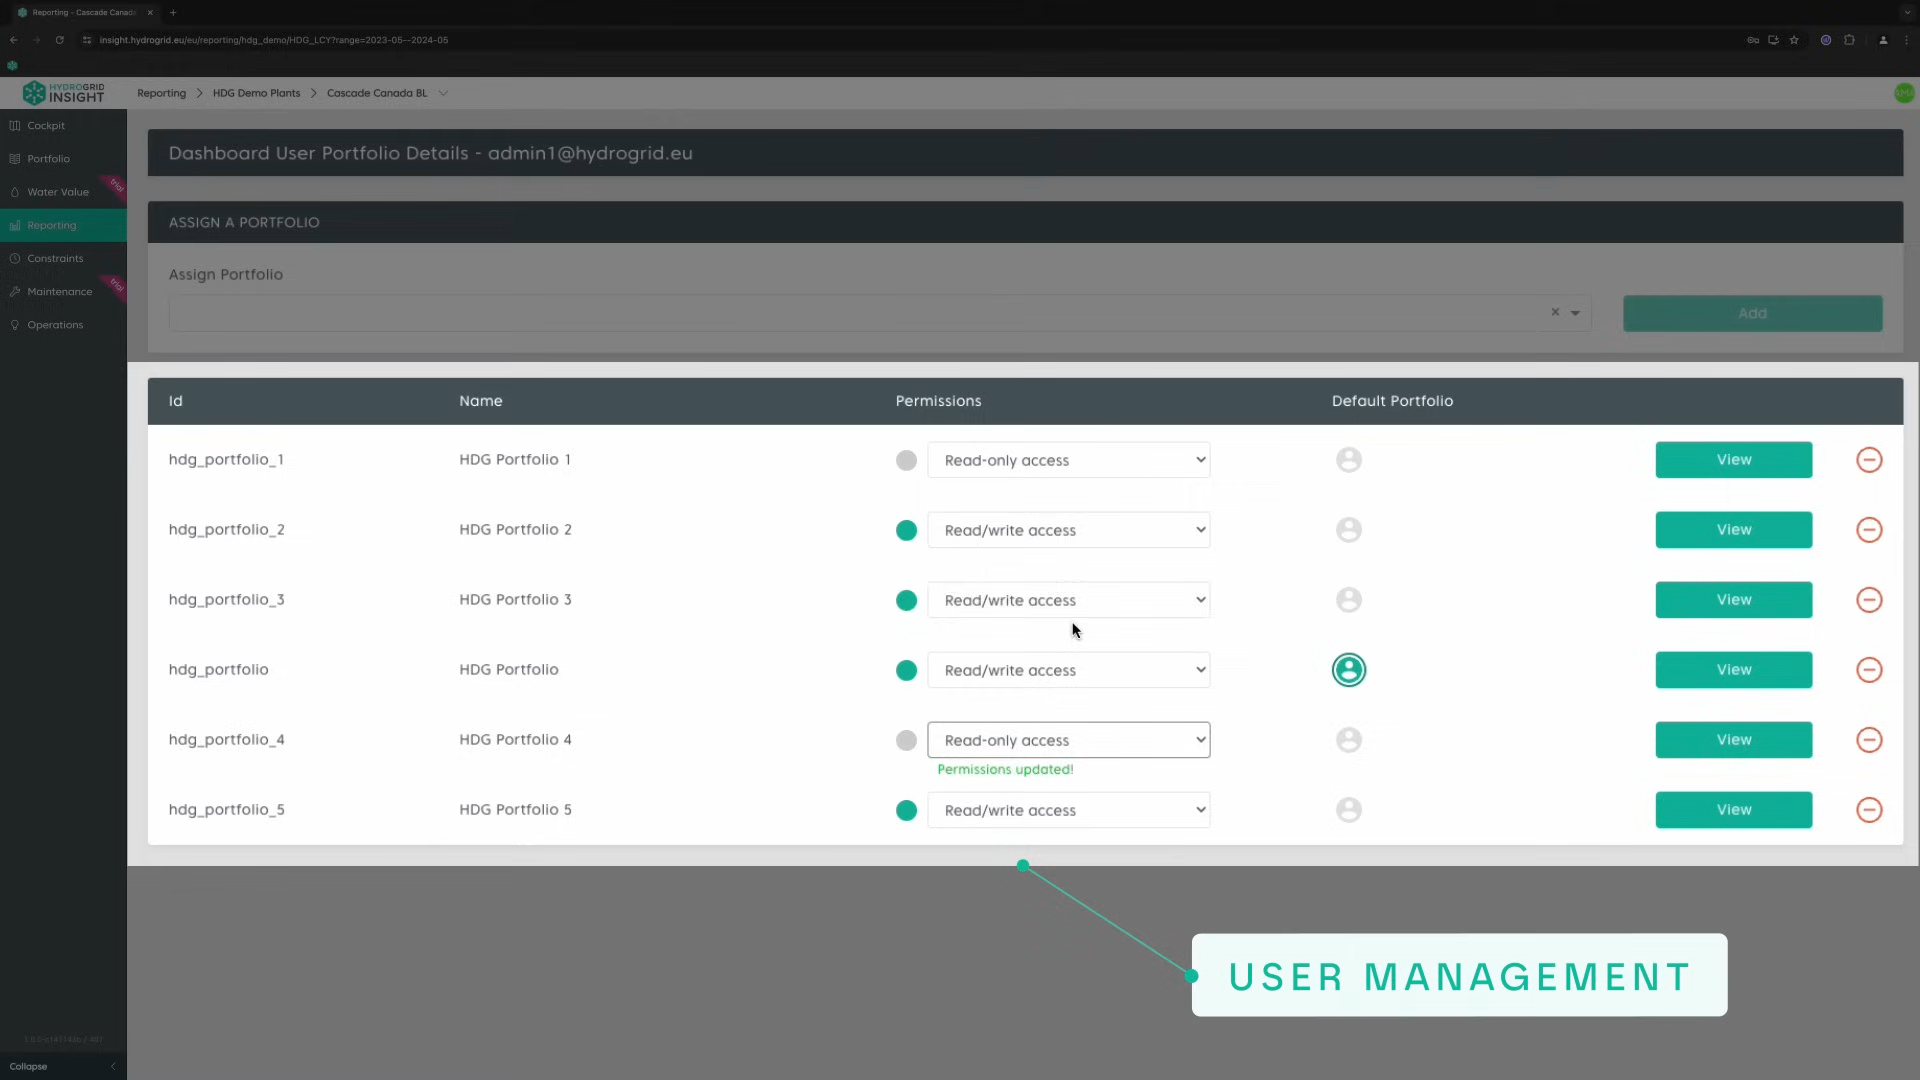 Reporting - Cascade Canada
insight.hydrogrid.eu/eu/reporting/hdg_demo/HDG_LCY?range=2023-05--2024-05
HYDROGRID
INSIGHT
Reporting
HDG Demo Plants
Cascade Canada BL
Cockpit
Portfolio
Water Value
trial
Reporting
Constraints
Maintenance
trial
Operations
Collapse
Dashboard User Portfolio Details - admin1@hydrogrid.eu
ASSIGN A PORTFOLIO
Assign Portfolio
Add
Id Name Permissions Default Portfolio
hdg_portfolio_1 HDG Portfolio 1 Read-only access View
hdg_portfolio_2 HDG Portfolio 2 Read/write access View
hdg_portfolio_3 HDG Portfolio 3 Read/write access View
hdg_portfolio HDG Portfolio Read/write access View
hdg_portfolio_4 HDG Portfolio 4 Read-only access View
Permissions updated!
hdg_portfolio_5 HDG Portfolio 5 Read/write access View
USER MANAGEMENT